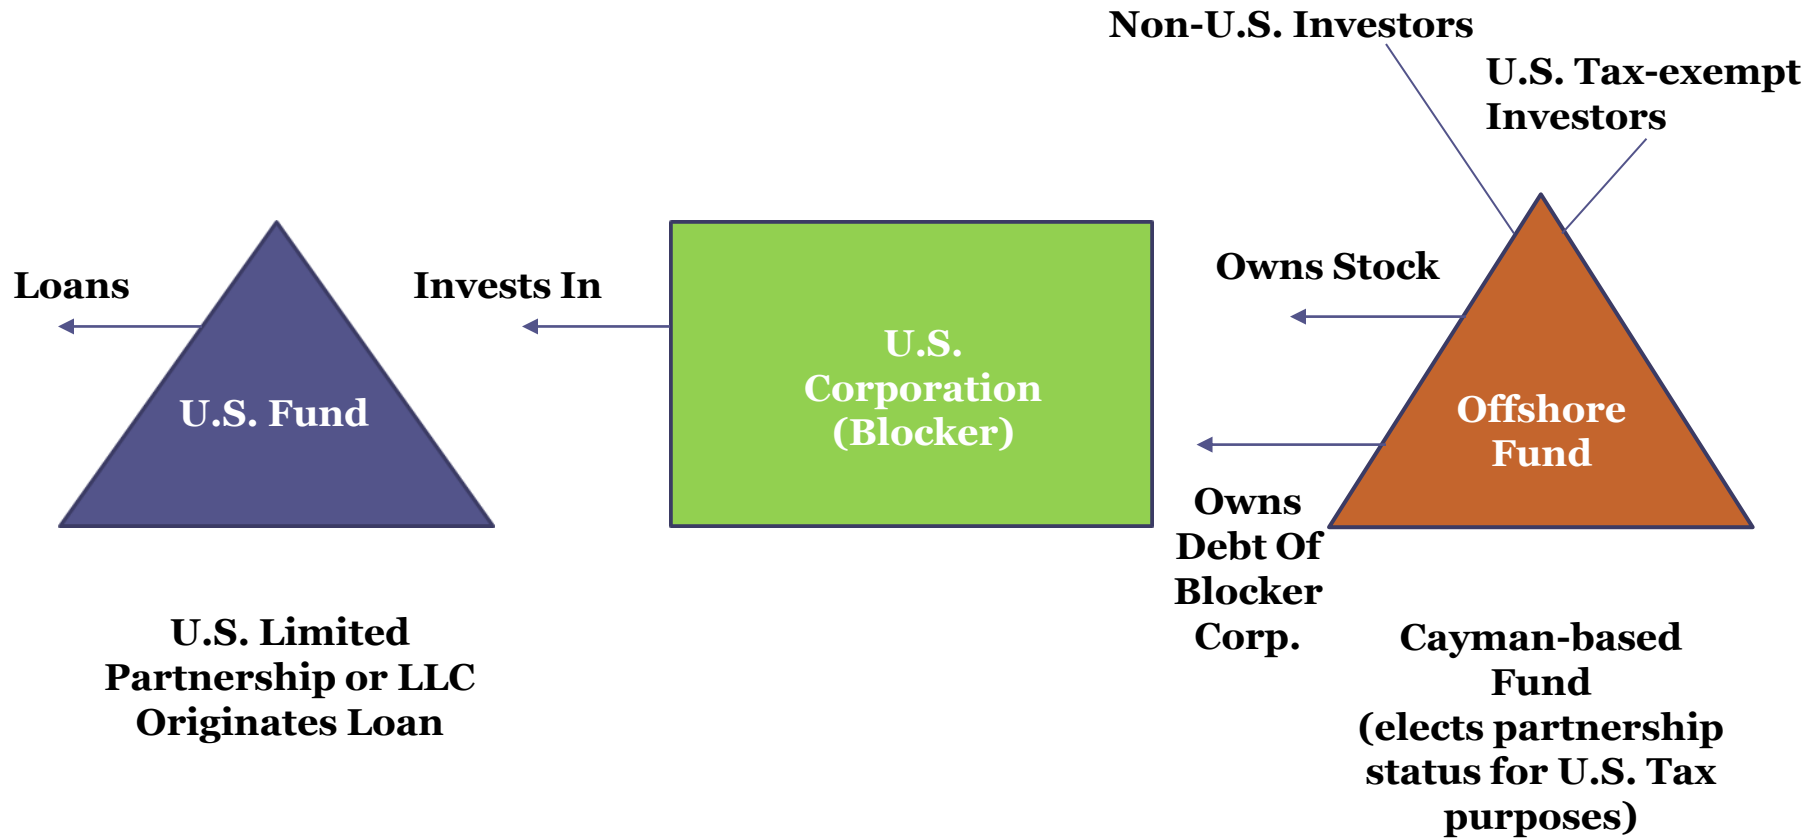 Non-U.S. Investors
U.S. Tax-exempt
Investors
Loans
Invests In
Owns Stock
U.S. Fund
U.S.
Corporation
(Blocker)
Offshore
Fund
Owns
Debt Of
Blocker
Corp.
U.S. Limited
Partnership or LLC
Originates Loan
Cayman-based
Fund
(elects partnership
status for U.S. Tax
purposes)